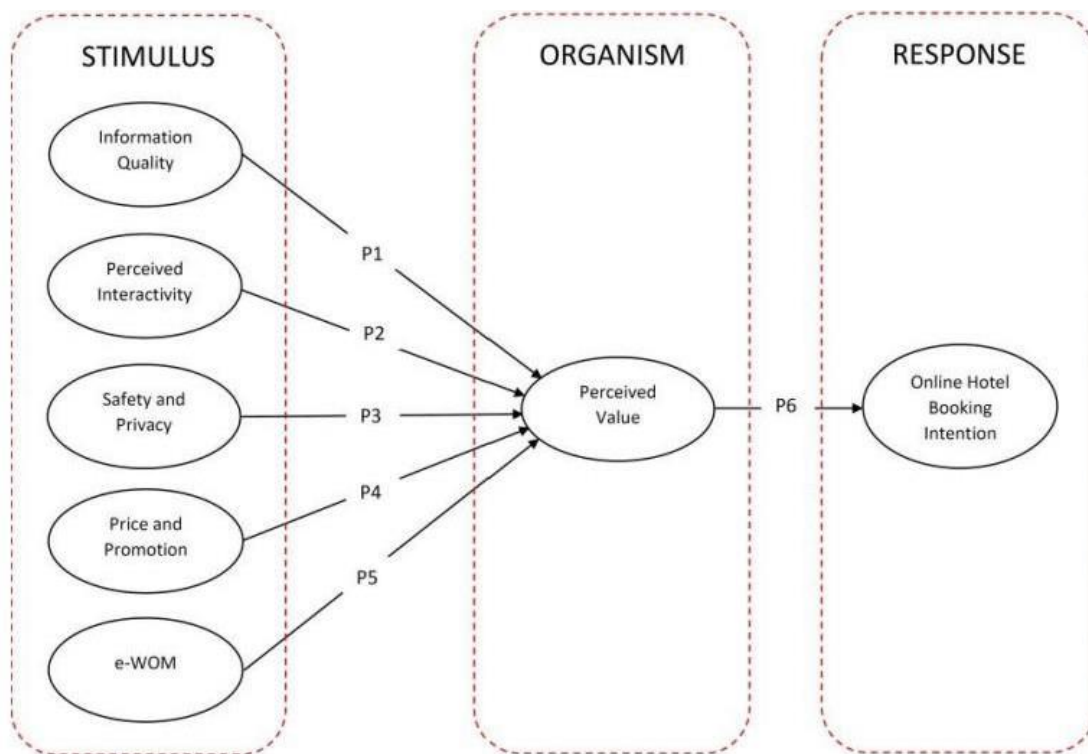 STIMULUS
ORGANISM
RESPONSE
Information
Quality
P1
Perceived
Interactivity
P2
Safety and
Privacy
P3
Perceived
Value
P6
Online Hotel
Booking
Intention
Price and
Promotion
P4
P5
e-WOM